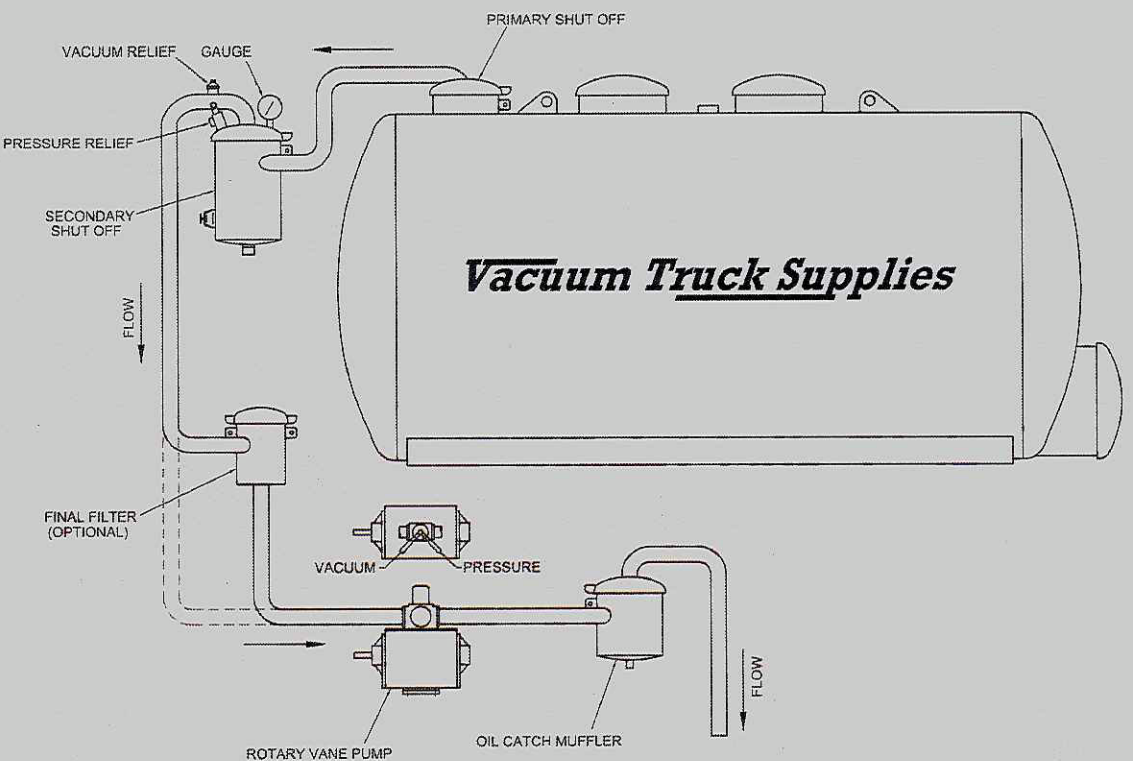 PRIMARY SHUT OFF
VACUUM RELIEF
GAUGE
PRESSURE RELIEF
SECONDARY
SHUT OFF
Vacuum Truck Supplies
FLOW
FINAL FILTER
(OPTIONAL)
VACUUM
PRESSURE
FLOW
OIL CATCH MUFFLER
ROTARY VANE PUMP